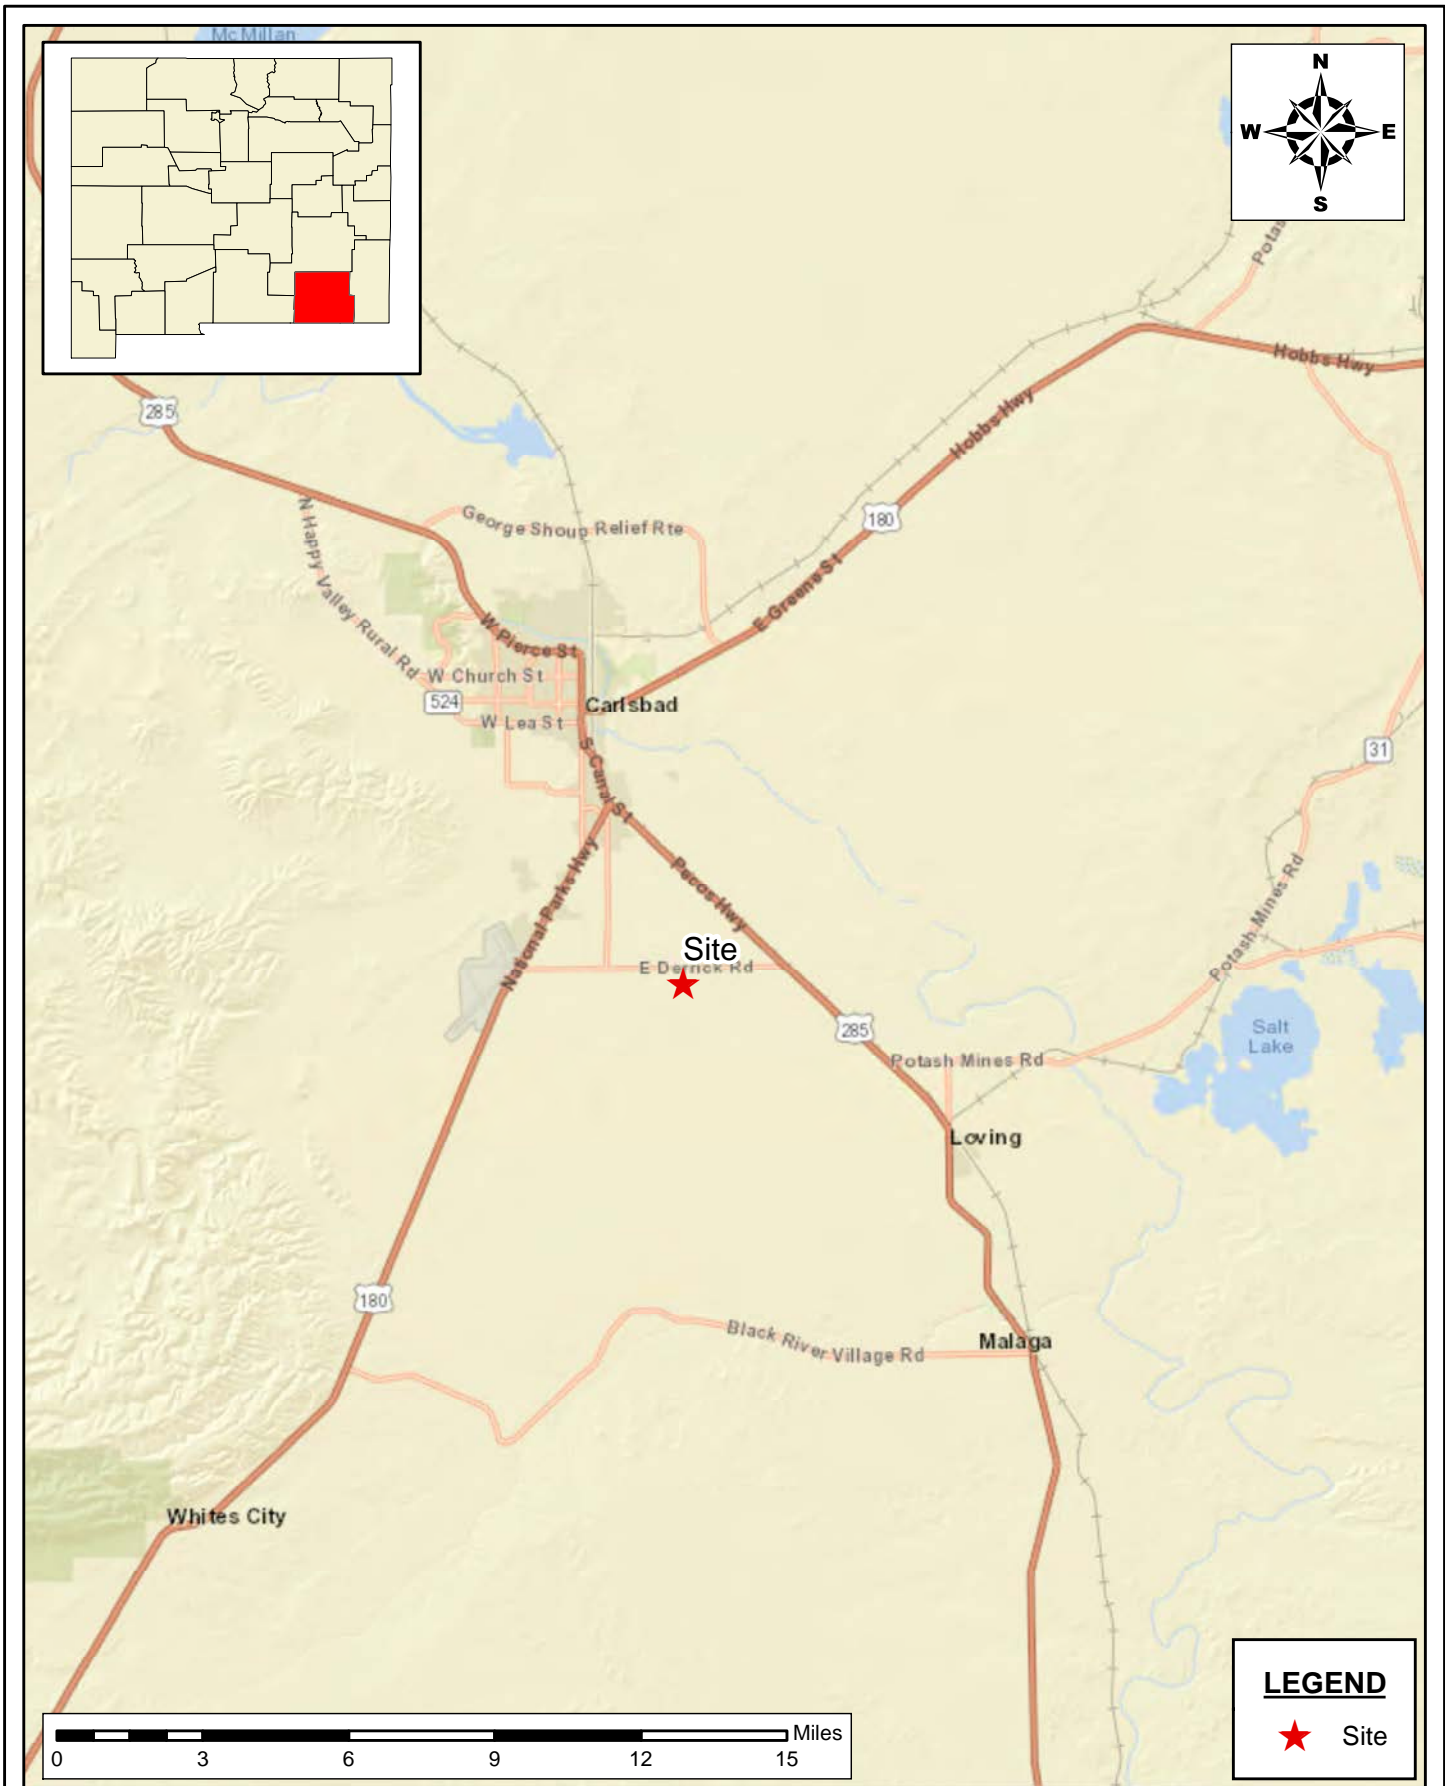 McMillan
N
W E
S
Potas
Hobbs Hwy
Hobbs Hwy
285
180
George Shoup Relief Rte
N Happy Valley Rural Rd
E Greene St
W Pierce St
W Church St
524
Carlsbad
W Lea St
S Canal St
31
National Parks Hwy
Pecos Hwy
Potash Mines Rd
Site
E Derrick Rd
285
Salt
Lake
Potash Mines Rd
Loving
180
Black River Village Rd
Malaga
Whites City
LEGEND
Site
Miles
0 3 6 9 12 15